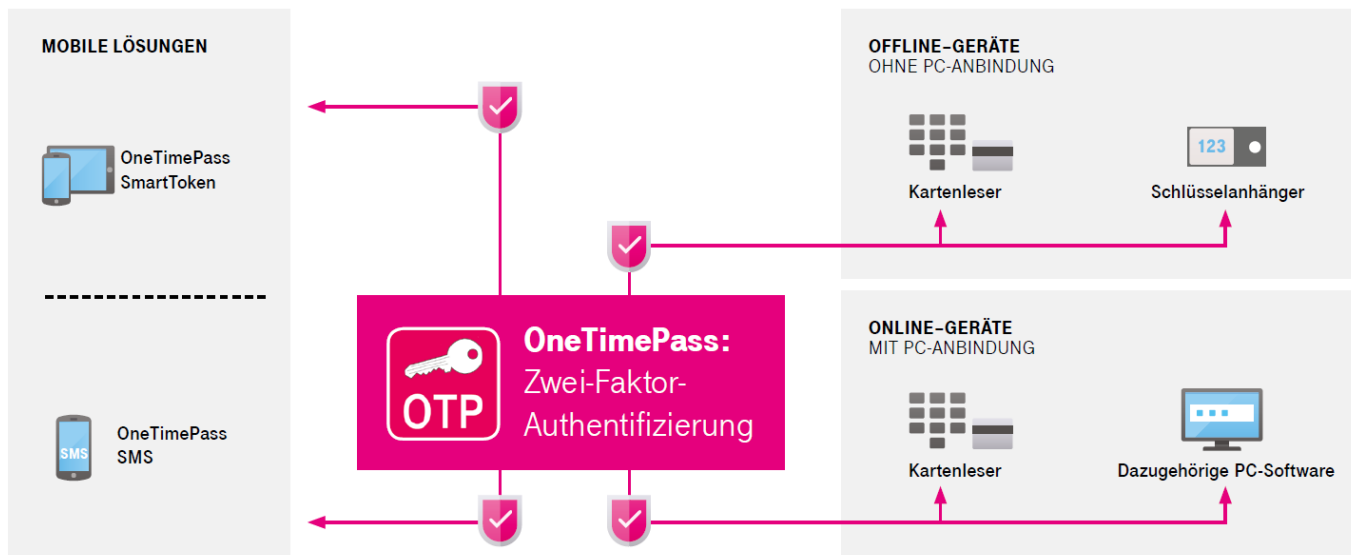 MOBILE LÖSUNGEN
OneTimePass
SmartToken
OneTimePass
SMS
SMS
OTP
OneTimePass:
Zwei-Faktor-
Authentifizierung
OFFLINE-GERÄTE
OHNE PC-ANBINDUNG
Kartenleser
123
Schlüsselanhänger
ONLINE-GERÄTE
MIT PC-ANBINDUNG
Kartenleser
Dazugehörige PC-Software